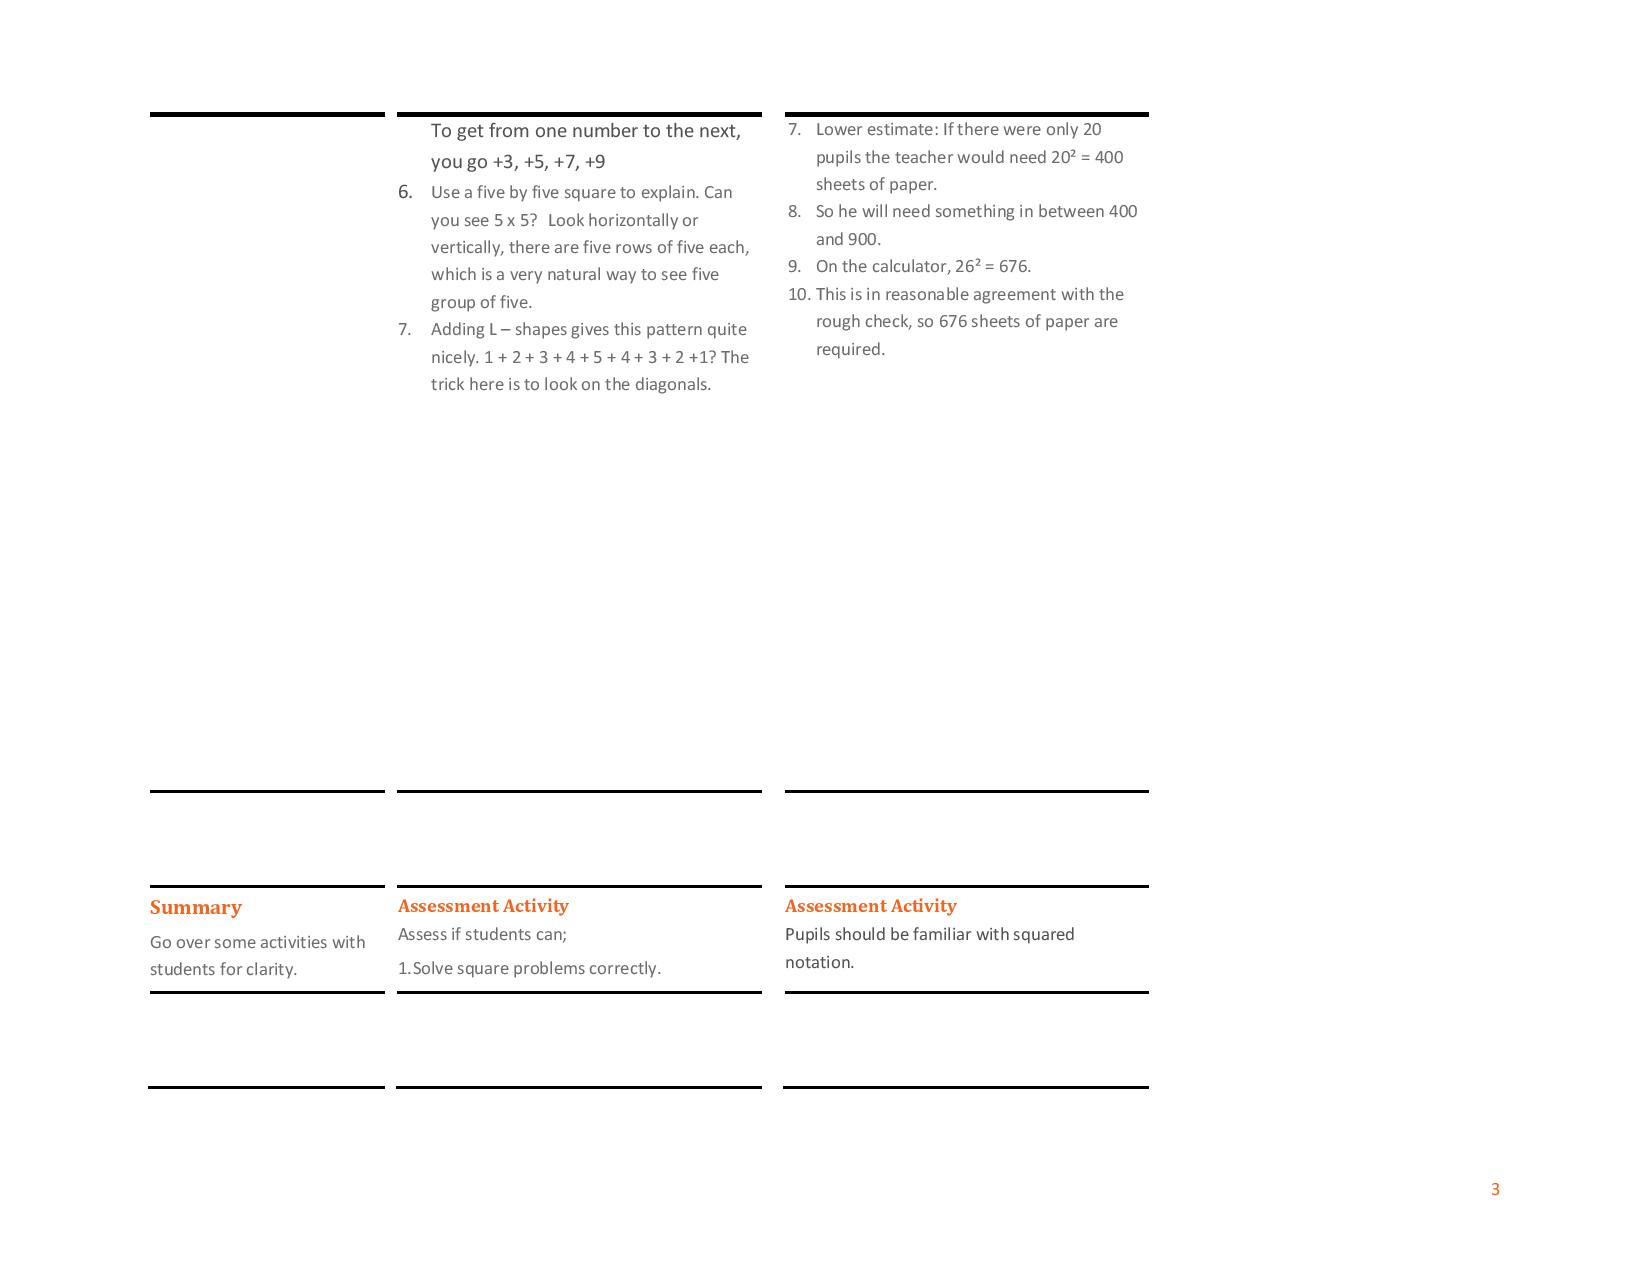 To get from one number to the next,
you go +3, +5, +7, +9
6. Use a five by five square to explain. Can
you see 5 x 5?  Look horizontally or
vertically, there are five rows of five each,
which is a very natural way to see five
group of five.
7. Adding L – shapes gives this pattern quite
nicely. 1 + 2 + 3 + 4 + 5 + 4 + 3 + 2 +1? The
trick here is to look on the diagonals.
7. Lower estimate: If there were only 20
pupils the teacher would need 20² = 400
sheets of paper.
8. So he will need something in between 400
and 900.
9. On the calculator, 26² = 676.
10. This is in reasonable agreement with the
rough check, so 676 sheets of paper are
required.
Summary
Go over some activities with
students for clarity.
Assessment Activity
Assess if students can;
1.Solve square problems correctly.
Assessment Activity
Pupils should be familiar with squared
notation.
3